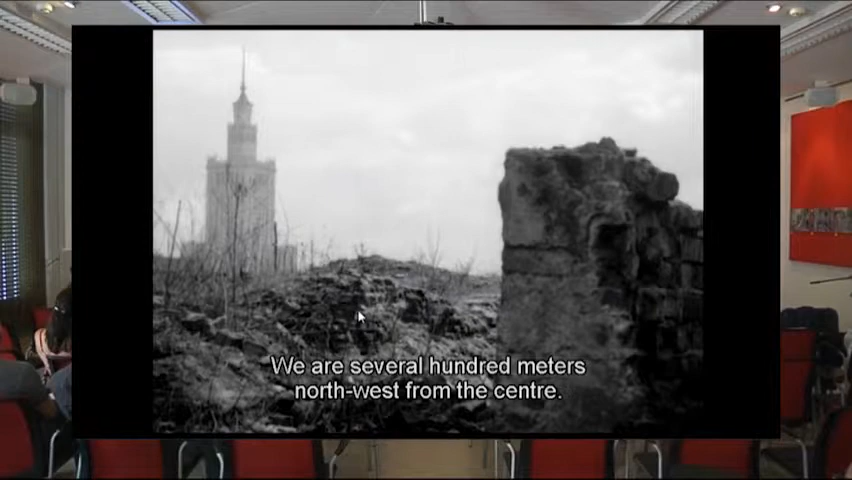 We are several hundred meters
north-west from the centre.